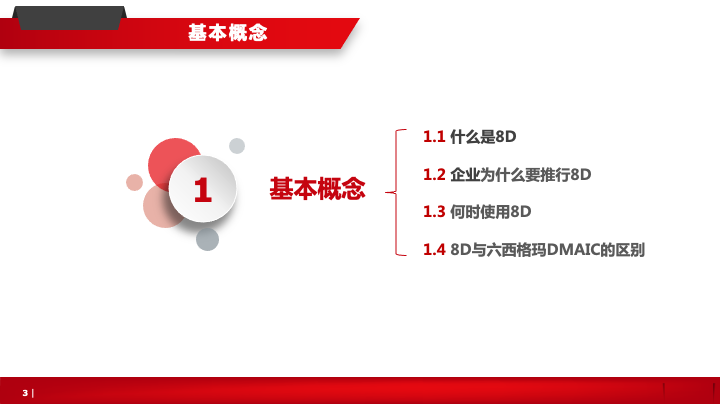 基本概念
1
基本概念
1.1 什么是8D
1.2 企业为什么要推行8D
1.3 何时使用8D
1.4 8D与六西格玛DMAIC的区别
3 |